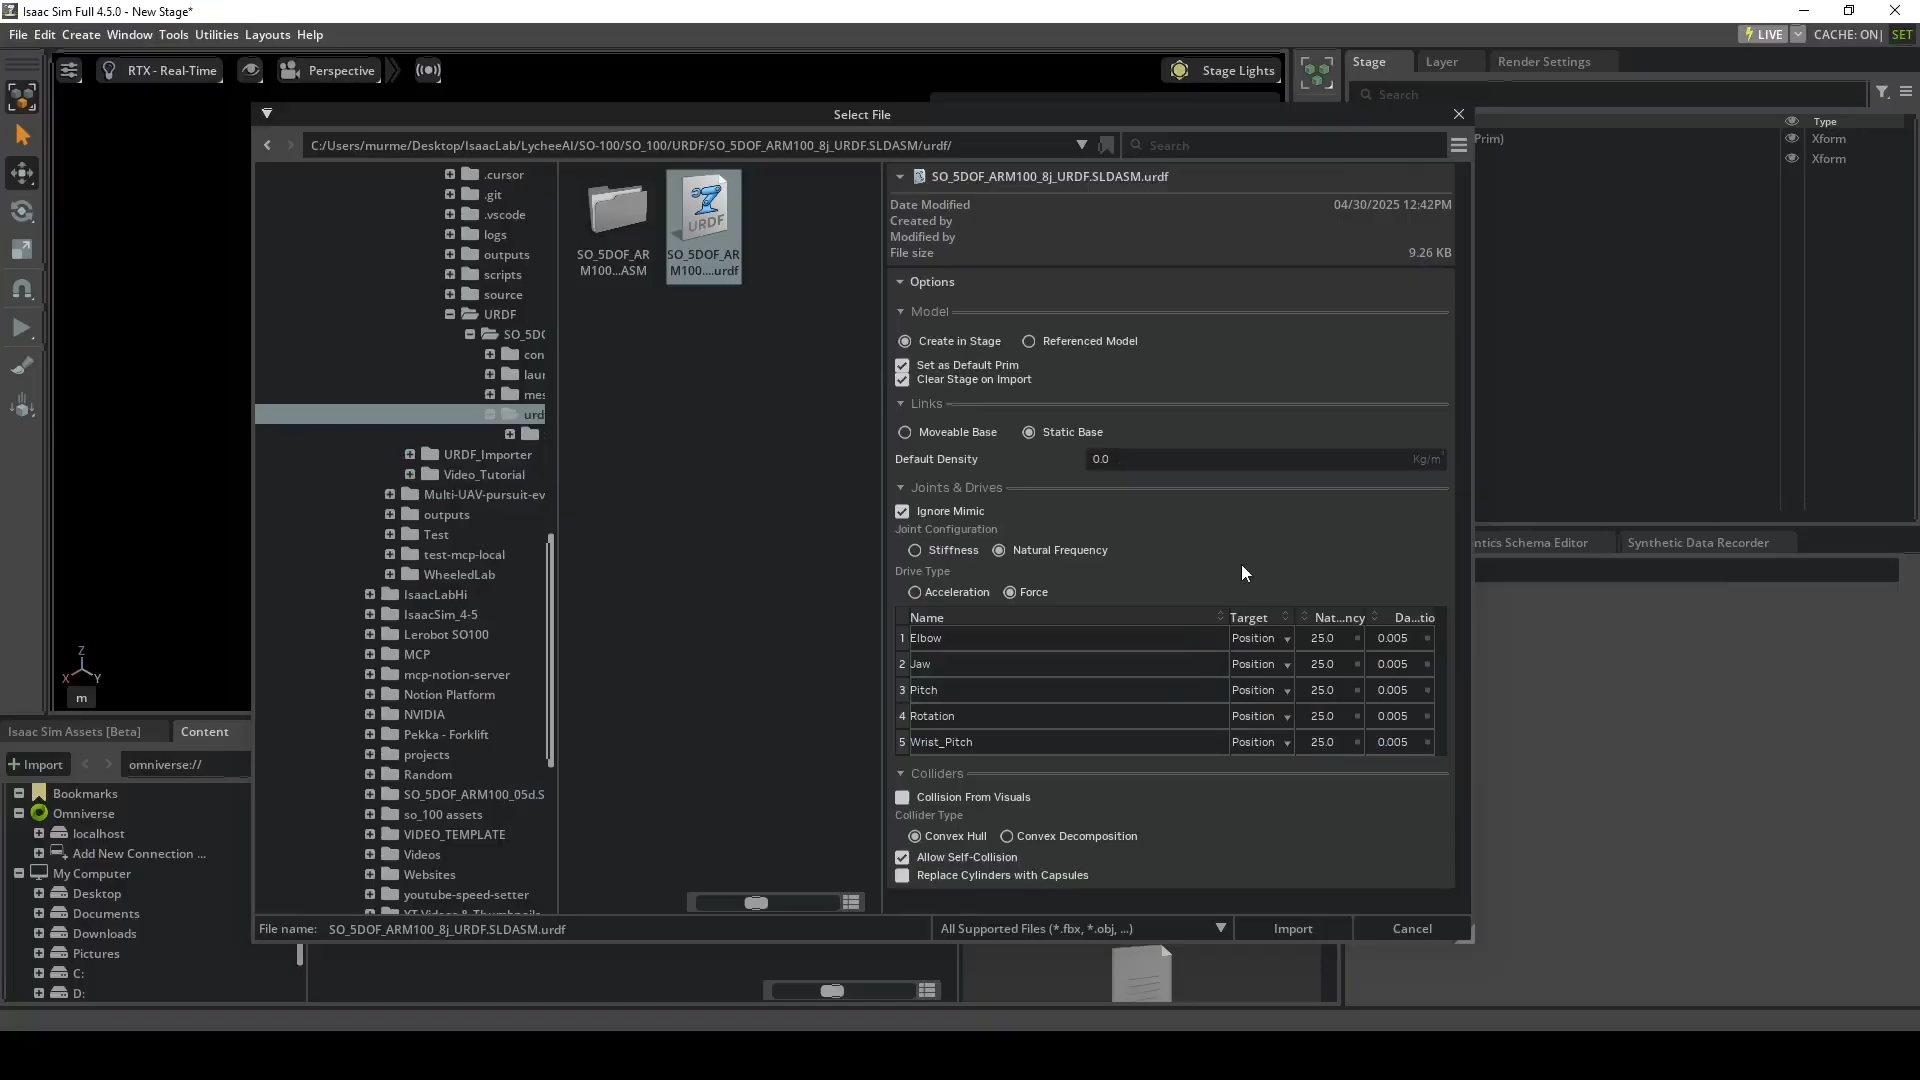 Isaac Sim Full 4.5.0 - New Stage*
File Edit Create Window Tools Utilities Layouts Help
LIVE CACHE: ON| SET
RTX - Real-Time Perspective Stage Lights
Stage Layer Render Settings
Search
Type
Prim) Xform
Xform
Select File
C:/Users/murme/Desktop/IsaacLab/LycheeAI/SO-100/SO_100/URDF/SO_5DOF_ARM100_8j_URDF.SLDASM/urdf/
Search
.cursor
.git
.vscode
logs
outputs
scripts
source
URDF
SO_5DO
con
laun
mes
urd
URDF_Importer
Video_Tutorial
Multi-UAV-pursuit-ev
outputs
Test
test-mcp-local
WheeledLab
IsaacLabHi
IsaacSim_4-5
Lerobot SO100
MCP
mcp-notion-server
Notion Platform
NVIDIA
Pekka - Forklift
projects
Random
SO_5DOF_ARM100_05d.S
so_100 assets
VIDEO_TEMPLATE
Videos
Websites
youtube-speed-setter
YT Videos & Thumbnails
SO_5DOF_AR
M100...ASM
URDF
SO_5DOF_AR
M100....urdf
SO_5DOF_ARM100_8j_URDF.SLDASM.urdf
Date Modified 04/30/2025 12:42PM
Created by
Modified by
File size 9.26 KB
Options
Model
Create in Stage Referenced Model
Set as Default Prim
Clear Stage on Import
Links
Moveable Base Static Base
Default Density 0.0 Kg/m³
Joints & Drives
Ignore Mimic
Joint Configuration
Stiffness Natural Frequency
Drive Type
Acceleration Force
Name Target Nat...ncy Da...tio
1 Elbow Position 25.0 0.005
2 Jaw Position 25.0 0.005
3 Pitch Position 25.0 0.005
4 Rotation Position 25.0 0.005
5 Wrist_Pitch Position 25.0 0.005
Colliders
Collision From Visuals
Collider Type
Convex Hull Convex Decomposition
Allow Self-Collision
Replace Cylinders with Capsules
File name: SO_5DOF_ARM100_8j_URDF.SLDASM.urdf All Supported Files (*.fbx, *.obj, ...) Import Cancel
ntics Schema Editor Synthetic Data Recorder
Z
X Y
m
Isaac Sim Assets [Beta] Content
Import omniverse://
Bookmarks
Omniverse
localhost
Add New Connection ...
My Computer
Desktop
Documents
Downloads
Pictures
C:
D: